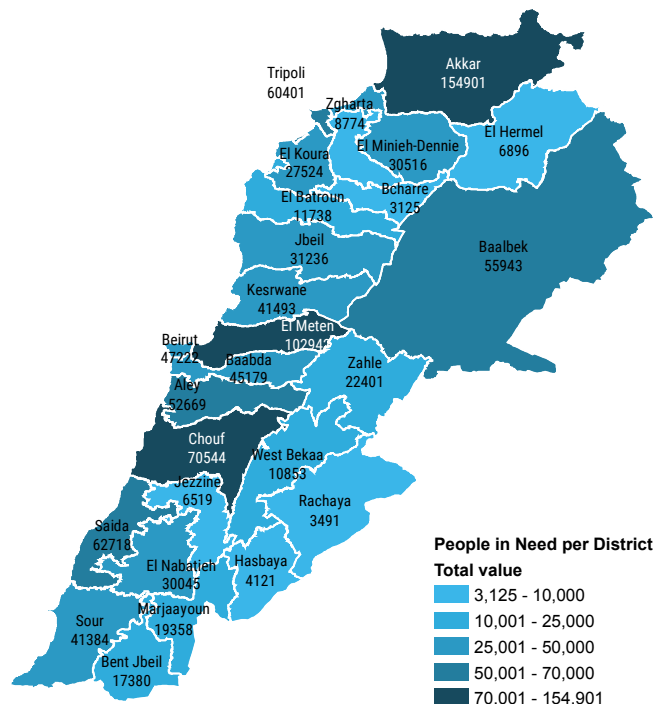 Akkar
154901
Tripoli
60401
Zgharta
8774
El Hermel
6896
El Minieh-Dennie
30516
El Koura
27524
Bcharre
3125
El Batroun
11738
Jbeil
31236
Baalbek
55943
Kesrwane
41493
El Meten
102942
Beirut
47222
Baabda
45179
Zahle
22401
Aley
52669
Chouf
70544
West Bekaa
10853
Jezzine
6519
Rachaya
3491
Saida
62718
El Nabatieh
30045
Hasbaya
4121
Marjaayoun
19358
Sour
41384
Bent Jbeil
17380
People in Need per District
Total value
3,125 - 10,000
10,001 - 25,000
25,001 - 50,000
50,001 - 70,000
70,001 - 154,901